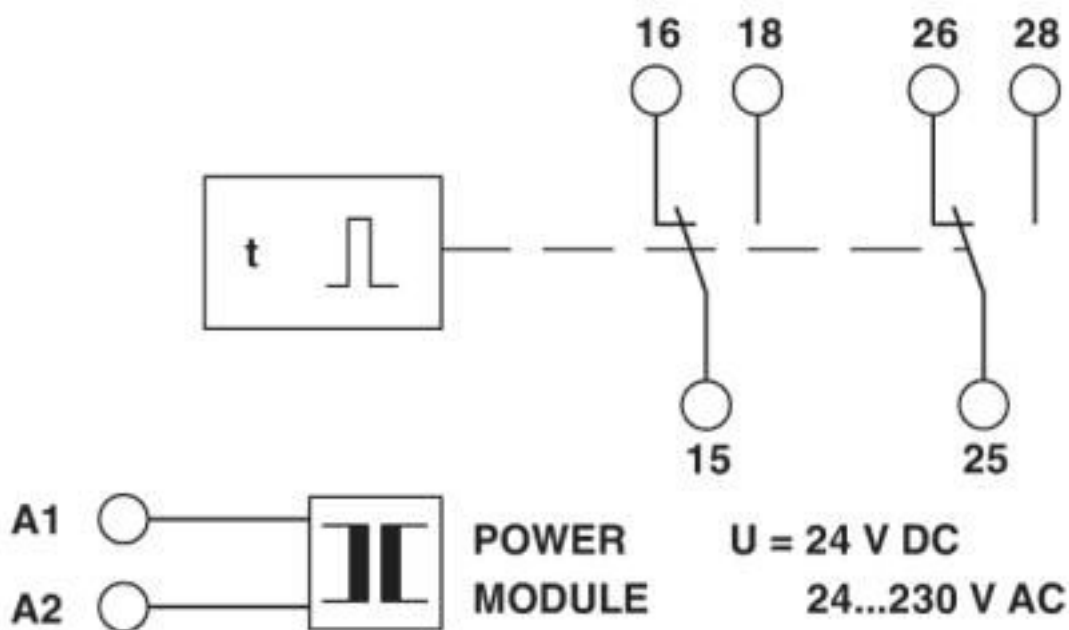 16 18 26 28
t
15 25
A1
POWER U = 24 V DC
A2
MODULE 24...230 V AC